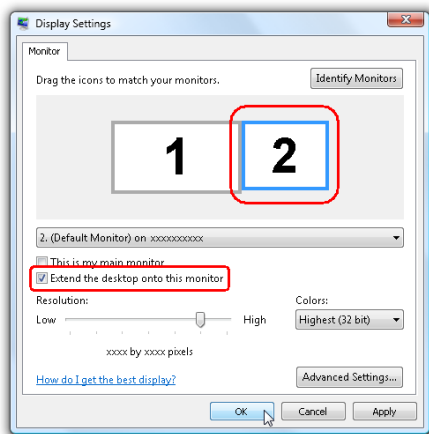 Display Settings
Monitor
Drag the icons to match your monitors.
Identify Monitors
1 2
2. (Default Monitor) on xxxxxxxxxx
This is my main monitor
Extend the desktop onto this monitor
Resolution: Colors:
Low High Highest (32 bit)
xxxx by xxxx pixels
How do I get the best display?
Advanced Settings...
OK Cancel Apply